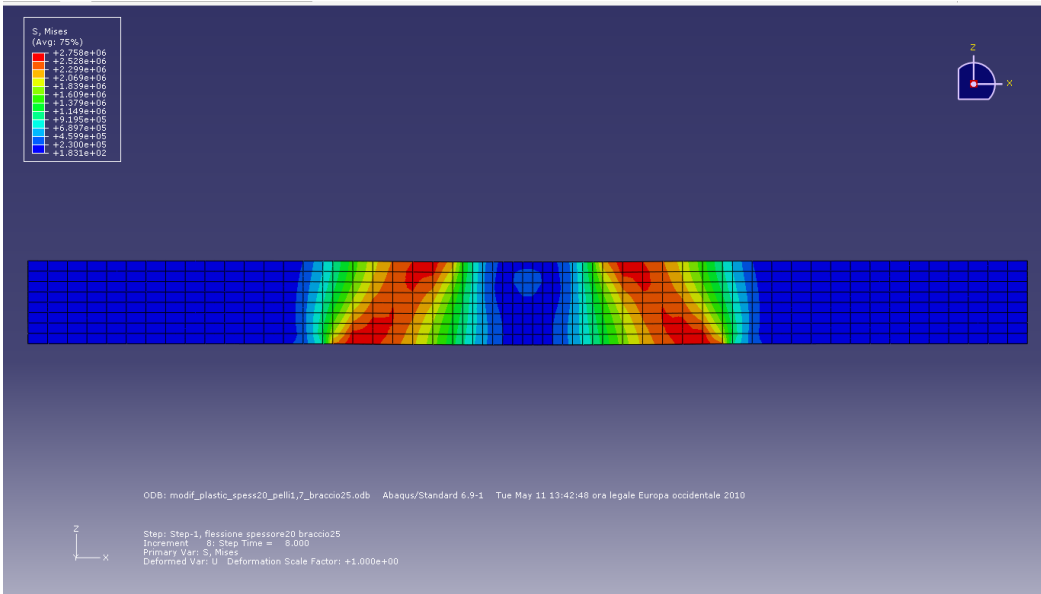 S, Mises
(Avg: 75%)
+2.758e+06
+2.528e+06
+2.299e+06
+2.069e+06
+1.839e+06
+1.609e+06
+1.379e+06
+1.149e+06
+9.195e+05
+6.897e+05
+4.599e+05
+2.300e+05
+1.831e+02
Z
X
ODB: modif_plastic_spess20_pelli1,7_braccio25.odb Abaqus/Standard 6.9-1 Tue May 11 13:42:48 ora legale Europa occidentale 2010
Z
Y
X
Step: Step-1, flessione spessore20 braccio25
Increment 8: Step Time = 8.000
Primary Var: S, Mises
Deformed Var: U Deformation Scale Factor: +1.000e+00